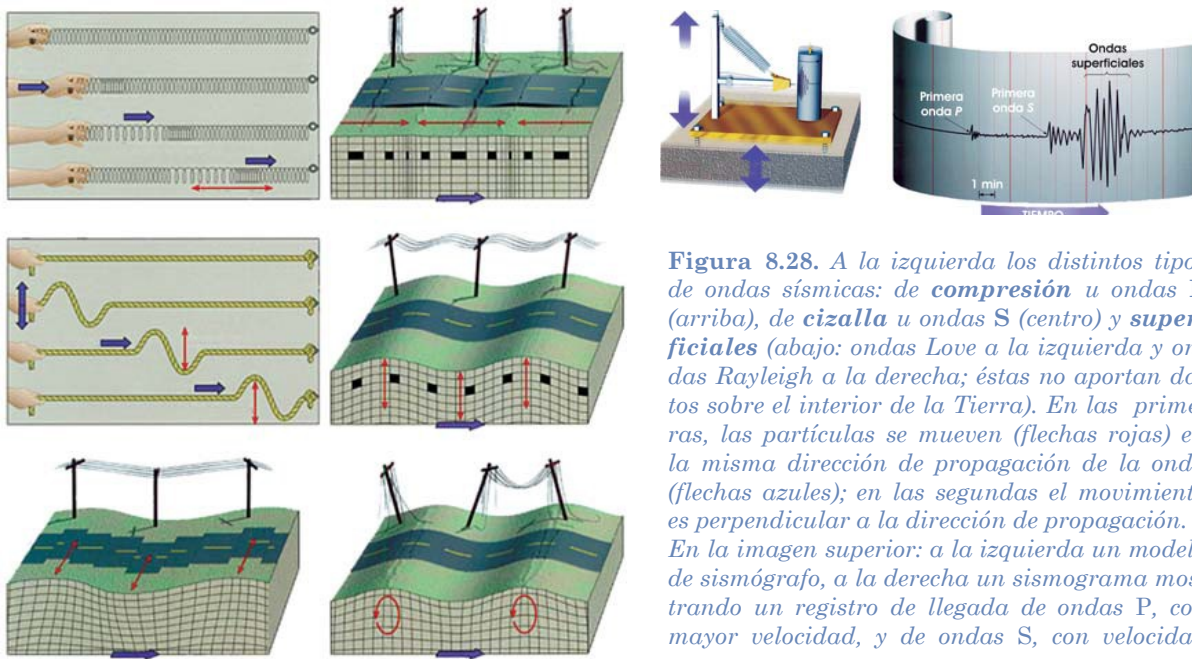 Ondas
superficiales
Primera
onda P
Primera
onda S
1 min
TIEMPO
Figura 8.28. A la izquierda los distintos tipo
de ondas sísmicas: de compresión u ondas
(arriba), de cizalla u ondas S (centro) y super
ficiales (abajo: ondas Love a la izquierda y on
das Rayleigh a la derecha; éstas no aportan da
tos sobre el interior de la Tierra). En las prime
ras, las partículas se mueven (flechas rojas) e
la misma dirección de propagación de la ond
(flechas azules); en las segundas el movimient
es perpendicular a la dirección de propagación.
En la imagen superior: a la izquierda un model
de sismógrafo, a la derecha un sismograma mos
trando un registro de llegada de ondas P, co
mayor velocidad, y de ondas S, con velocida